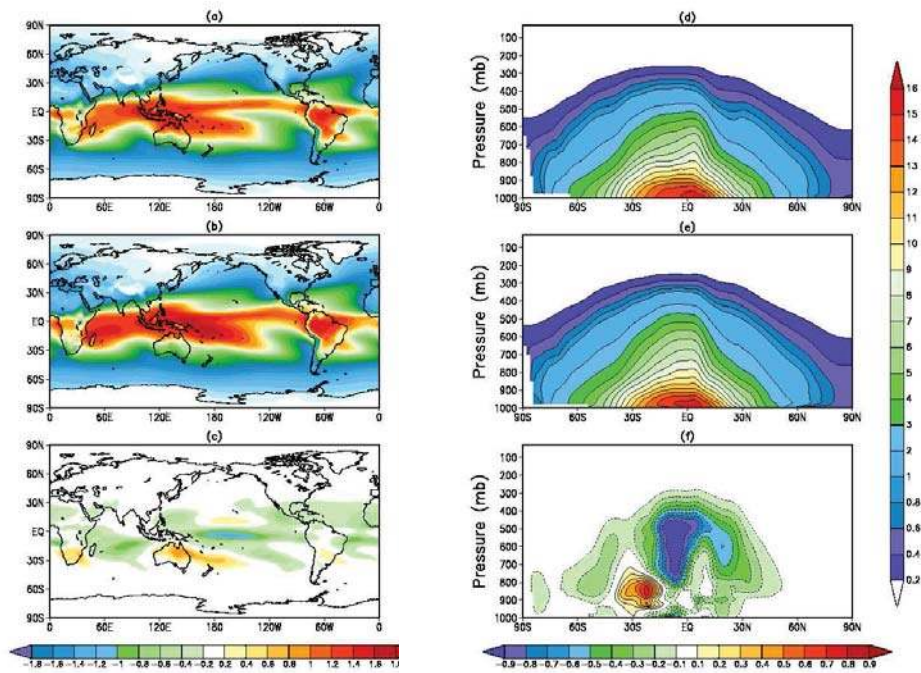 (a)
90N
60N
30N
EQ
30S
60S
90S
0 60E 120E 180 120W 60W 0
(b)
90N
60N
30N
EQ
30S
60S
90S
0 60E 120E 180 120W 60W 0
(c)
90N
60N
30N
EQ
30S
60S
90S
0 60E 120E 180 120W 60W 0
-1.8 -1.6 -1.4 -1.2 -1 -0.8 -0.6 -0.4 -0.2 0.2 0.4 0.6 0.8 1 1.2 1.4 1.6 1.8
(d)
Pressure (mb)
100
200
300
400
500
600
700
800
900
1000
90S 60S 30S EQ 30N 60N 90N
(e)
Pressure (mb)
100
200
300
400
500
600
700
800
900
1000
90S 60S 30S EQ 30N 60N 90N
(f)
Pressure (mb)
100
200
300
400
500
600
700
800
900
1000
90S 60S 30S EQ 30N 60N 90N
-0.9 -0.8 -0.7 -0.6 -0.5 -0.4 -0.3 -0.2 -0.1 0.1 0.2 0.3 0.4 0.5 0.6 0.7 0.8 0.9
16
15
14
13
12
11
10
9
8
7
6
5
4
3
2
1
0.8
0.6
0.4
0.2